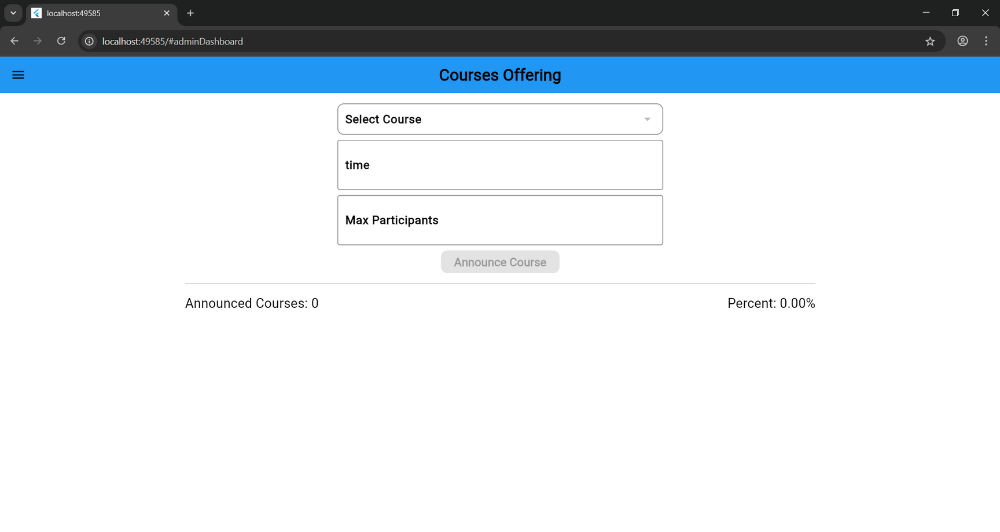 localhost:49585
localhost:49585/#adminDashboard
Courses Offering
Select Course
time
Max Participants
Announce Course
Announced Courses: 0
Percent: 0.00%